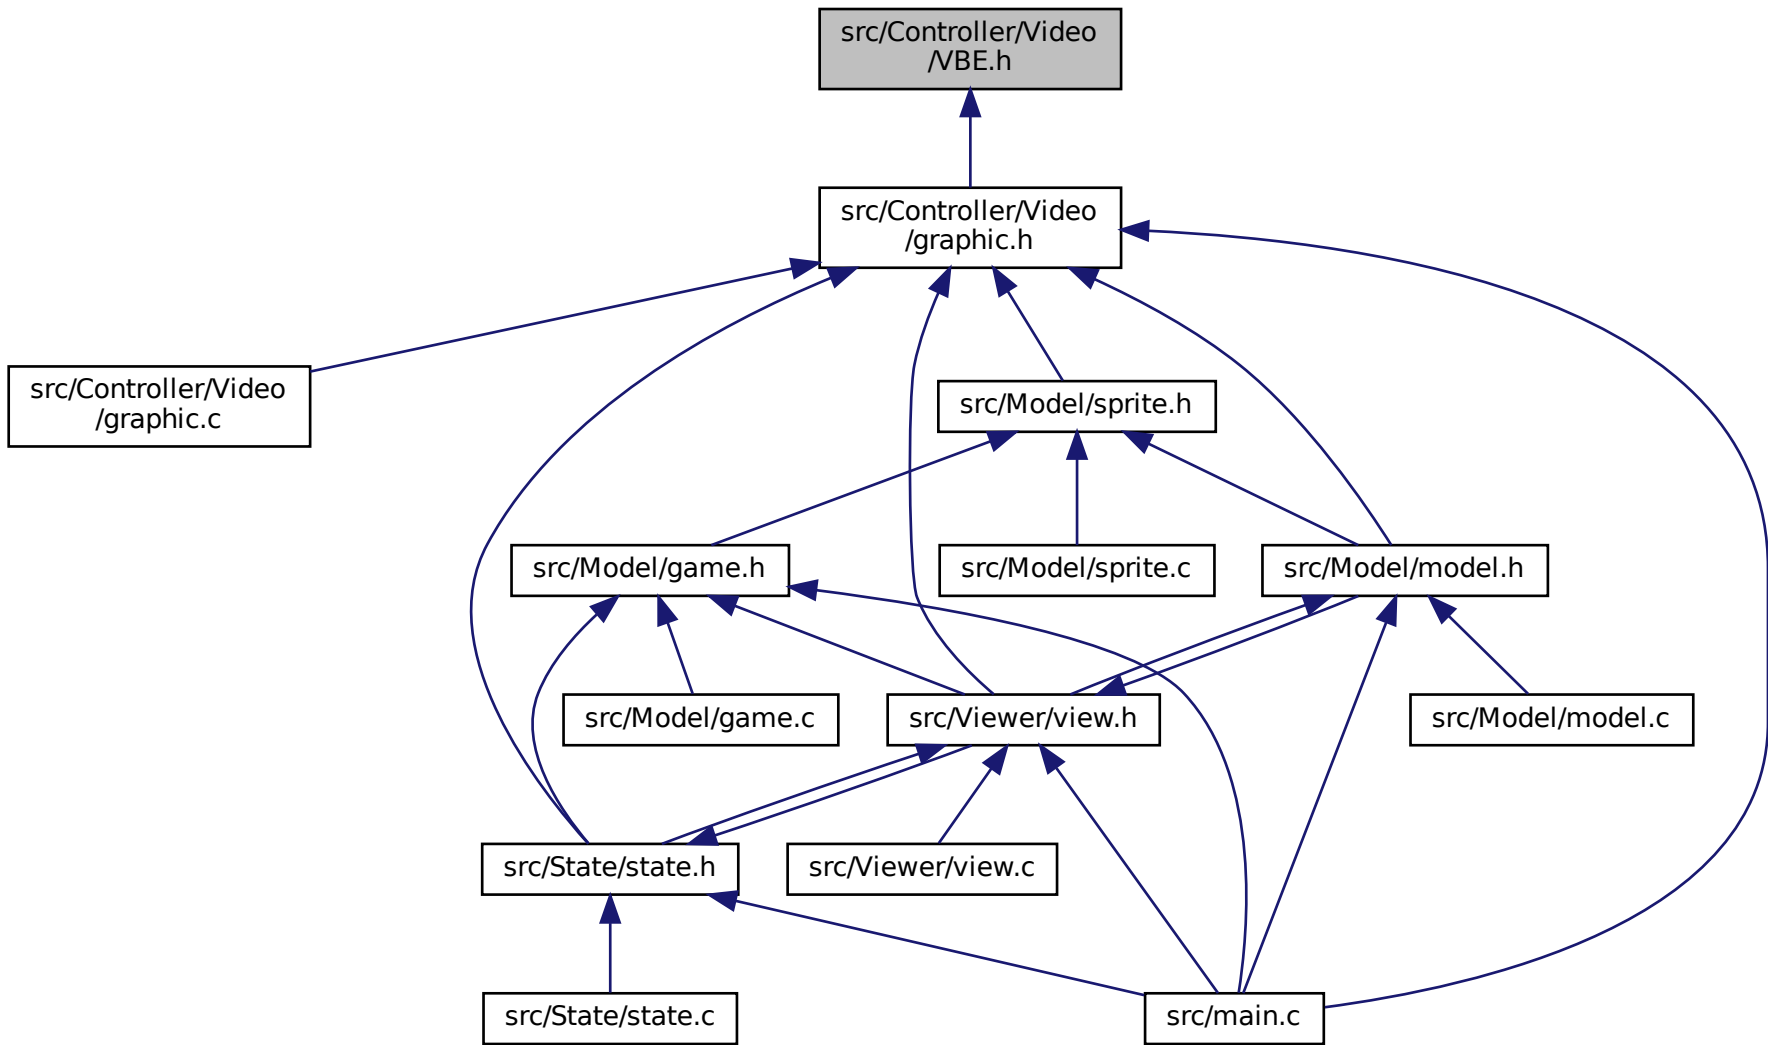 src/Controller/Video
/VBE.h
src/Controller/Video
/graphic.h
src/Controller/Video
/graphic.c
src/Model/sprite.h
src/Model/game.h
src/Model/sprite.c
src/Model/model.h
src/Model/game.c
src/Viewer/view.h
src/Model/model.c
src/State/state.h
src/Viewer/view.c
src/State/state.c
src/main.c